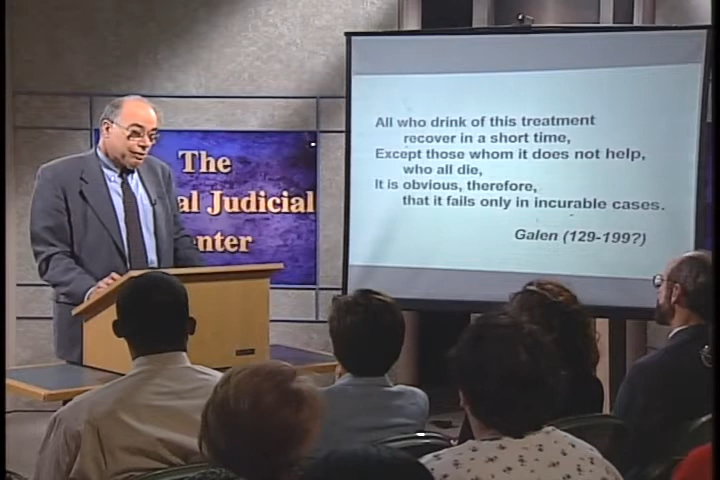 The
al Judicial
enter
All who drink of this treatment
recover in a short time,
Except those whom it does not help,
who all die,
It is obvious, therefore,
that it fails only in incurable cases.
Galen (129-199?)